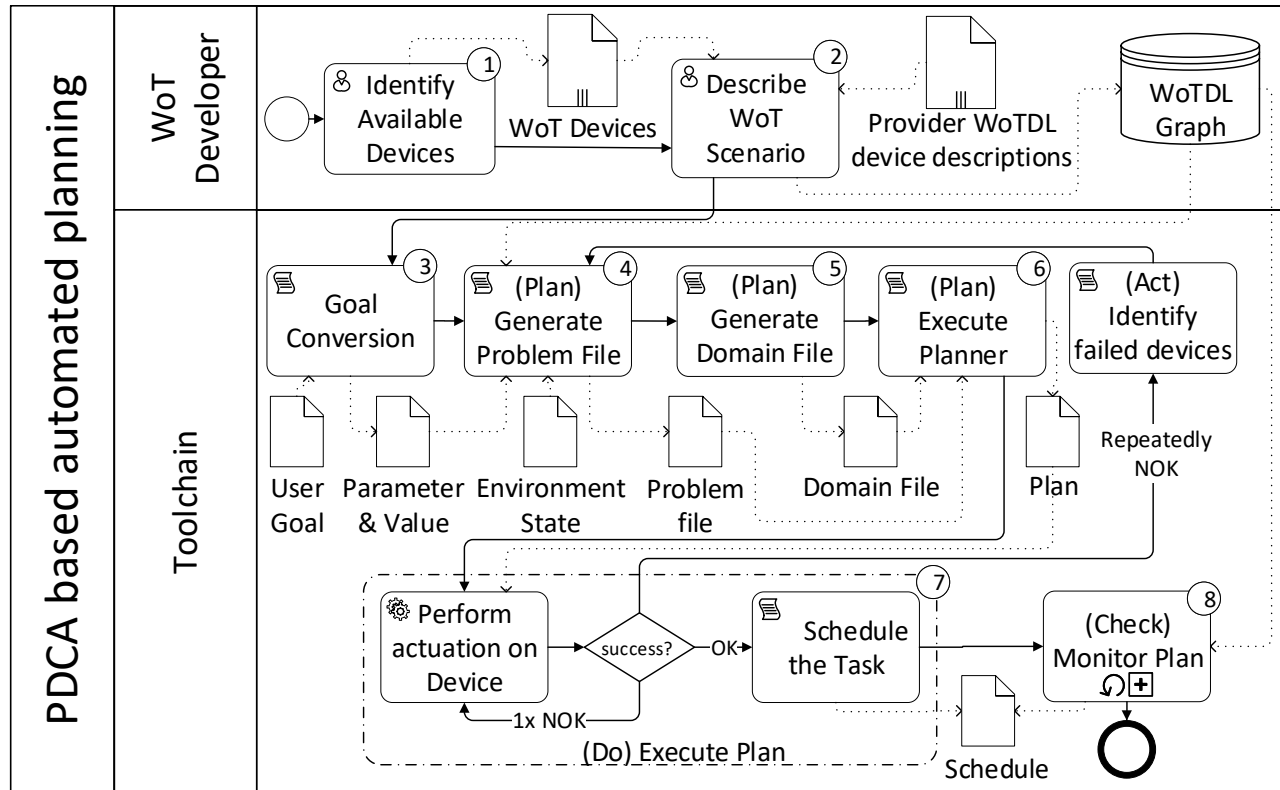 PDCA based automated planning
WoT
Developer
Toolchain
1
Identify
Available
Devices
WoT Devices
2
Describe
WoT
Scenario
Provider WoTDL
device descriptions
WoTDL
Graph
3
Goal
Conversion
4
(Plan)
Generate
Problem File
5
(Plan)
Generate
Domain File
6
(Plan)
Execute
Planner
(Act)
Identify
failed devices
User
Goal
Parameter
& Value
Environment
State
Problem
file
Domain File
Plan
Repeatedly
NOK
7
Perform
actuation on
Device
success?
OK
1x NOK
Schedule
the Task
(Do) Execute Plan
8
(Check)
Monitor Plan
Schedule